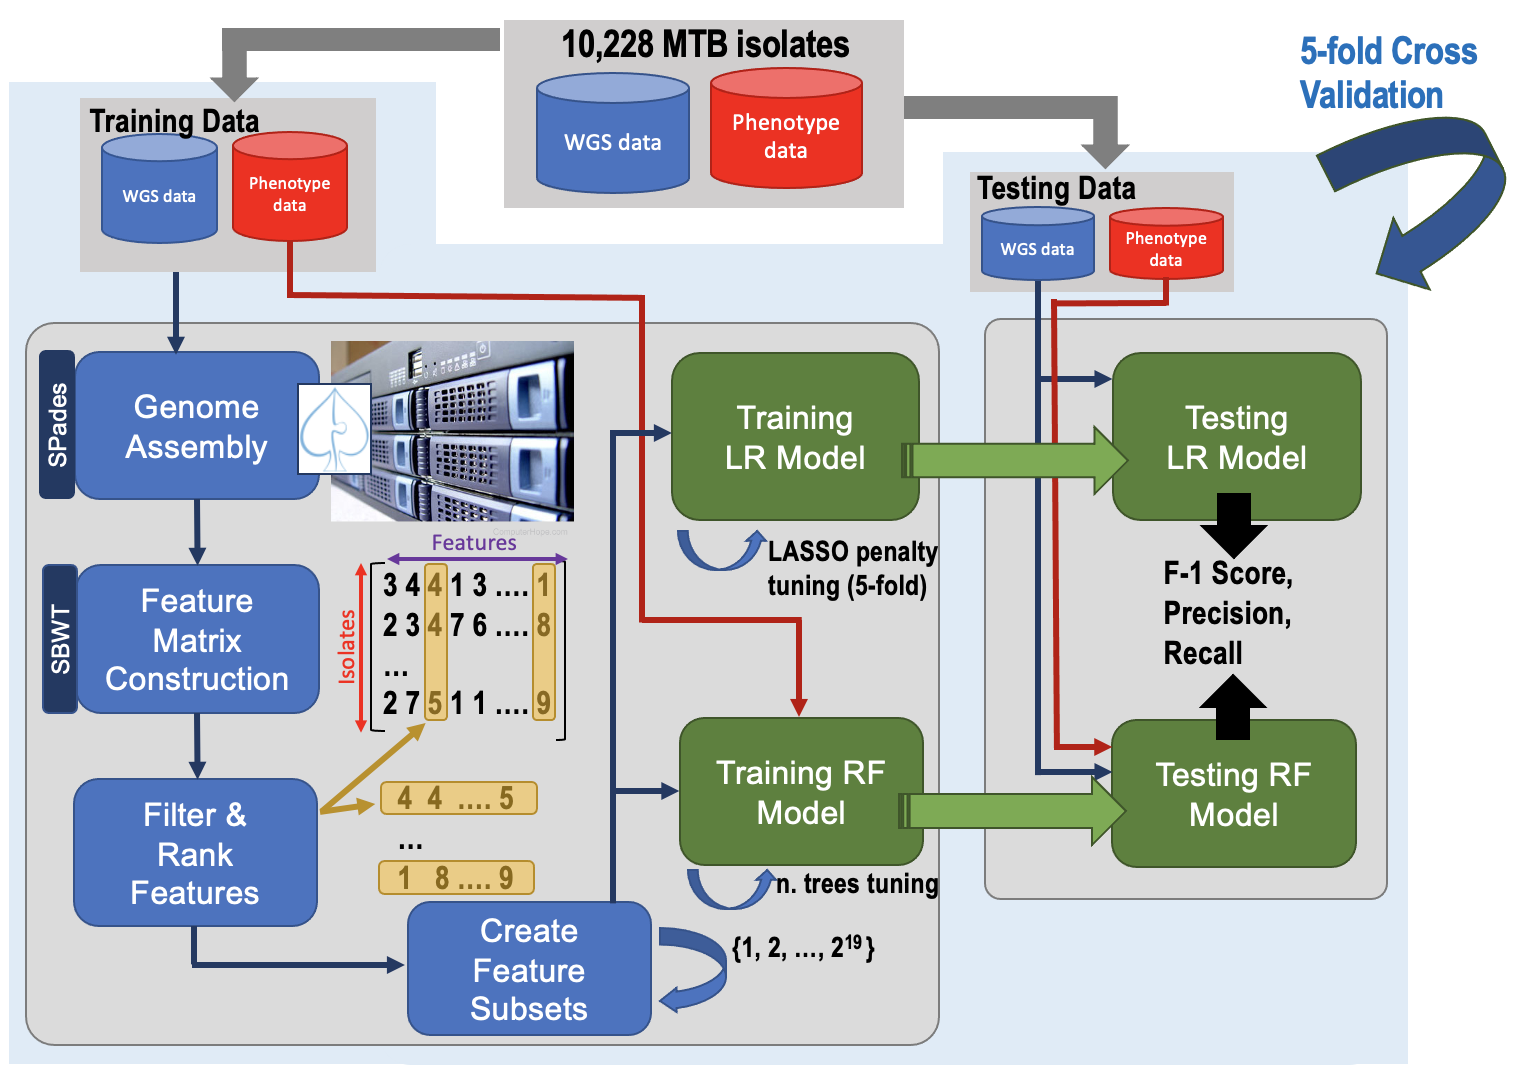 10,228 MTB isolates
WGS data
Phenotype
data
5-fold Cross
Validation
Training Data
WGS data
Phenotype
data
Testing Data
WGS data
Phenotype
data
SPades
Genome
Assembly
ComputerHope.com
SBWT
Feature
Matrix
Construction
Features
Isolates
3 4 4 1 3 .... 1
2 3 4 7 6 .... 8
...
2 7 5 1 1 .... 9
Filter &
Rank
Features
4 4 .... 5
...
1 8 .... 9
Create
Feature
Subsets
{1, 2, ..., 2¹⁹}
Training
LR Model
LASSO penalty
tuning (5-fold)
Training RF
Model
n. trees tuning
Testing
LR Model
F-1 Score,
Precision,
Recall
Testing RF
Model